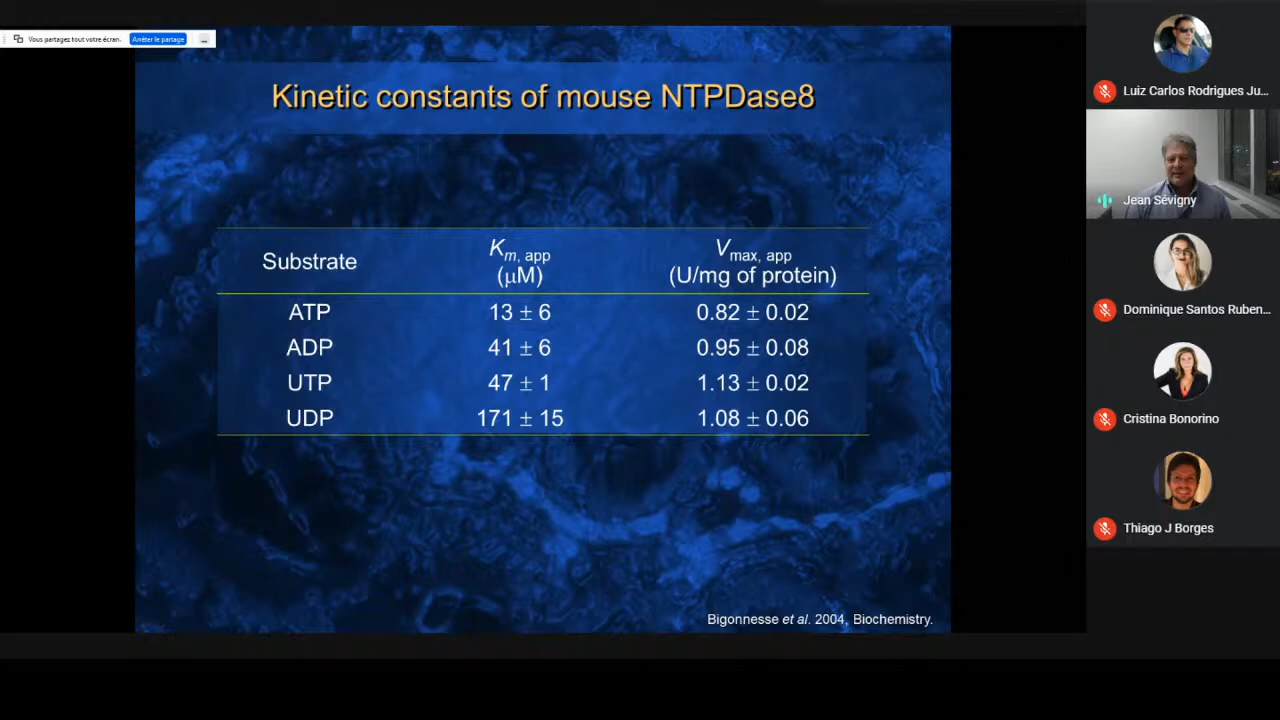 Vous partagez tout votre écran. Arrêter le partage ...
Kinetic constants of mouse NTPDase8
Substrate Km, app (μM) Vmax, app (U/mg of protein)
ATP 13 ± 6 0.82 ± 0.02
ADP 41 ± 6 0.95 ± 0.08
UTP 47 ± 1 1.13 ± 0.02
UDP 171 ± 15 1.08 ± 0.06
Bigonnesse et al. 2004, Biochemistry.
Luiz Carlos Rodrigues Ju...
Jean Sévigny
Dominique Santos Ruben...
Cristina Bonorino
Thiago J Borges